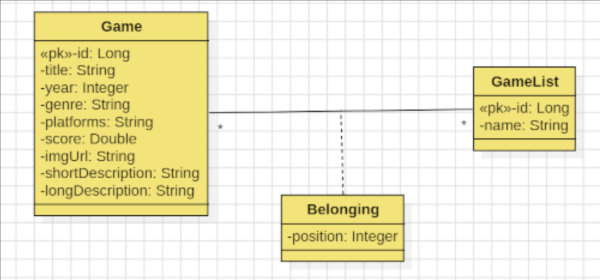 Game
«pk»-id: Long
-title: String
-year: Integer
-genre: String
-platforms: String
-score: Double
-imgUrl: String
-shortDescription: String
-longDescription: String
*
*
GameList
«pk»-id: Long
-name: String
Belonging
-position: Integer